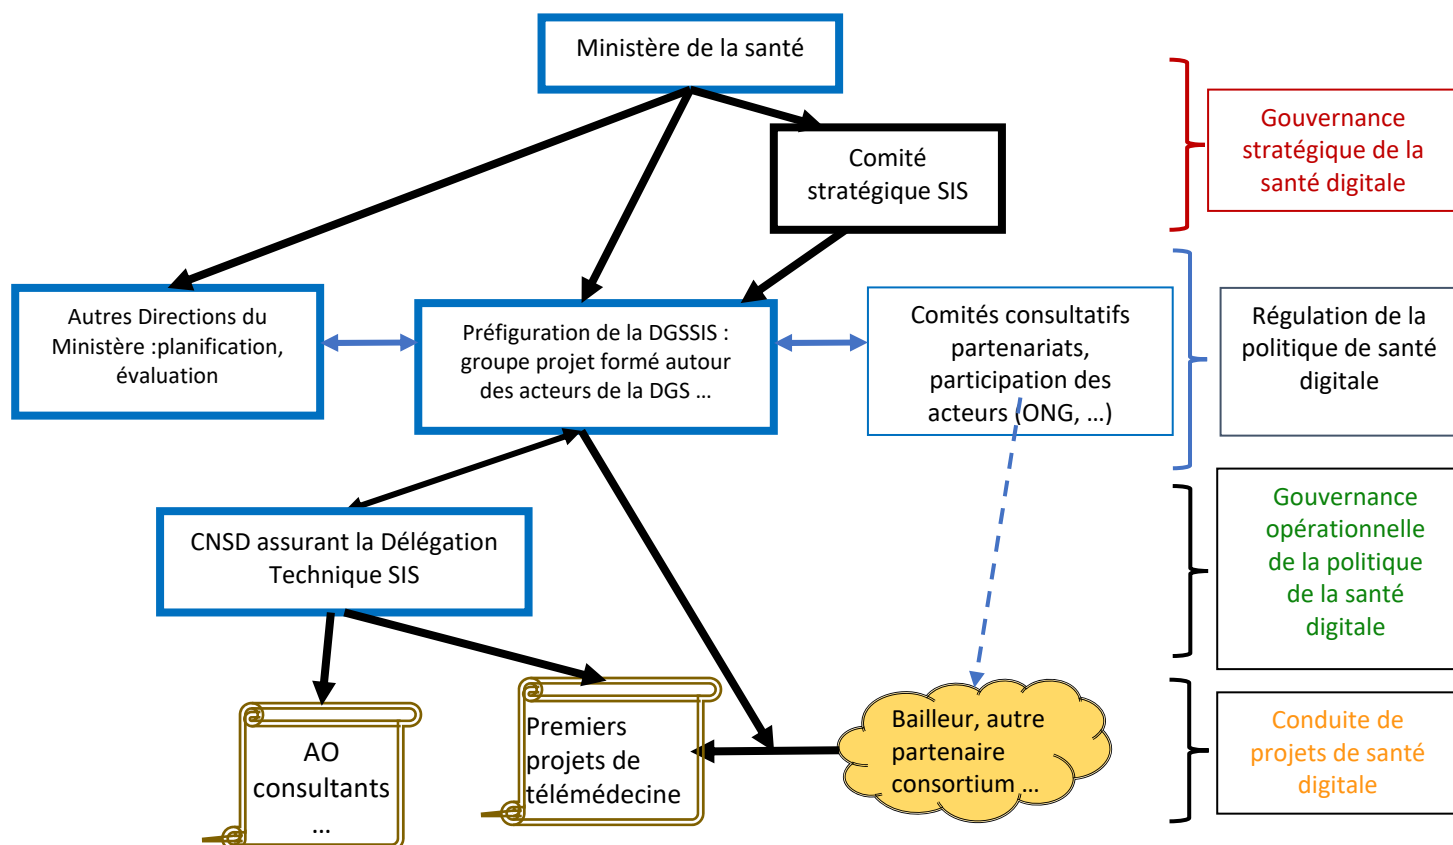 Ministère de la santé
Comité
stratégique SIS
Gouvernance
stratégique de la
santé digitale
Autres Directions du
Ministère :planification,
évaluation
Préfiguration de la DGSSIS :
groupe projet formé autour
des acteurs de la DGS ...
Comités consultatifs
partenariats,
participation des
acteurs (ONG, ...)
Régulation de la
politique de santé
digitale
CNSD assurant la Délégation
Technique SIS
Gouvernance
opérationnelle
de la politique
de la santé
digitale
AO
consultants
...
Premiers
projets de
télémédecine
Bailleur, autre
partenaire
consortium ...
Conduite de
projets de santé
digitale